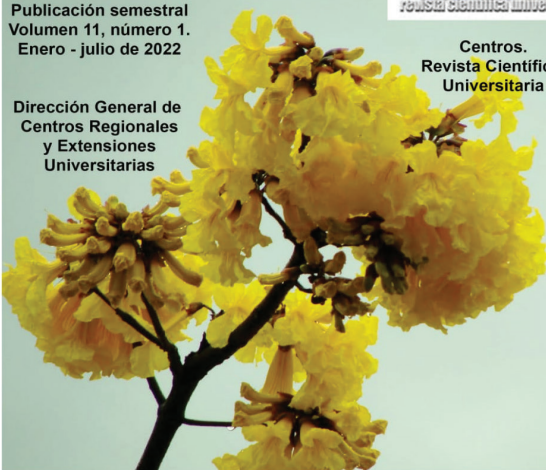 Publicación semestral
Volumen 11, número 1.
Enero - julio de 2022
Dirección General de
Centros Regionales
y Extensiones
Universitarias
Centros.
Revista Científic
Universitaria